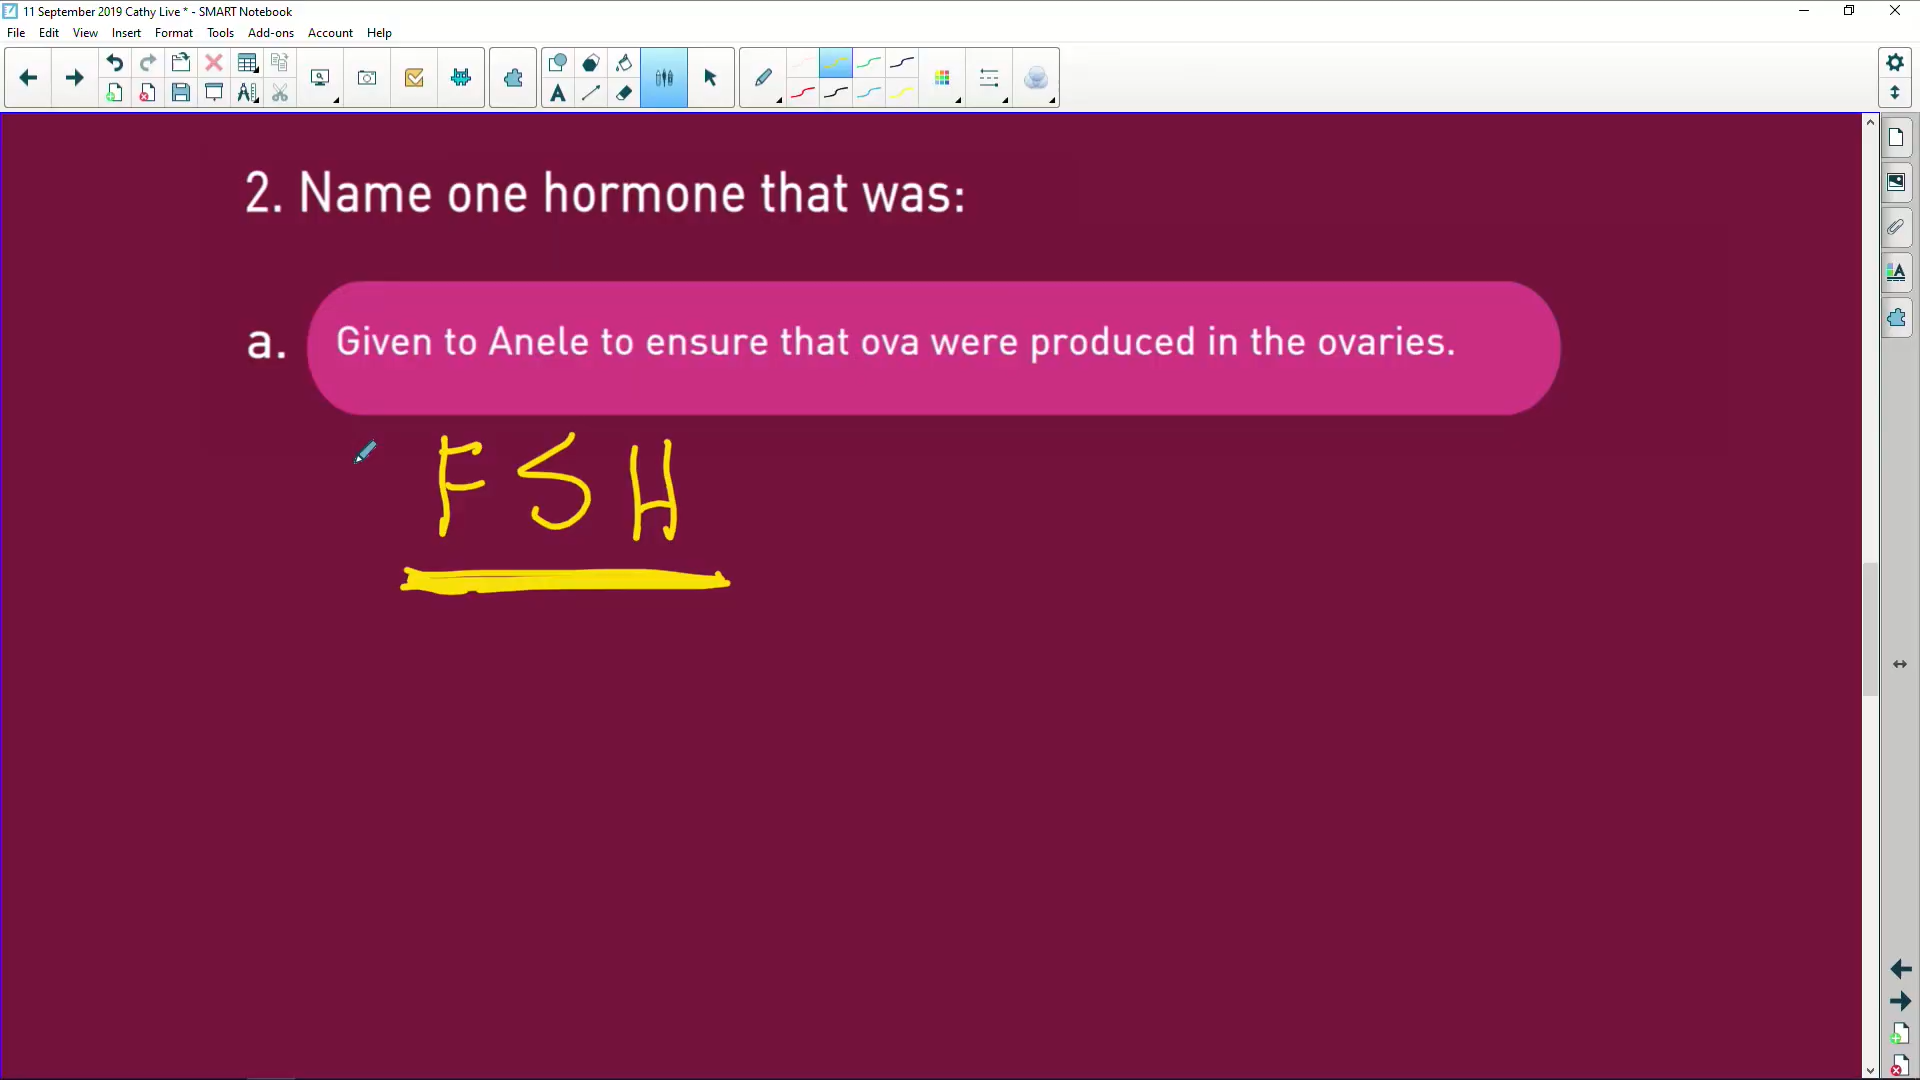 11 September 2019 Cathy Live * - SMART Notebook
File Edit View Insert Format Tools Add-ons Account Help
2. Name one hormone that was:
a. Given to Anele to ensure that ova were produced in the ovaries.
FSH